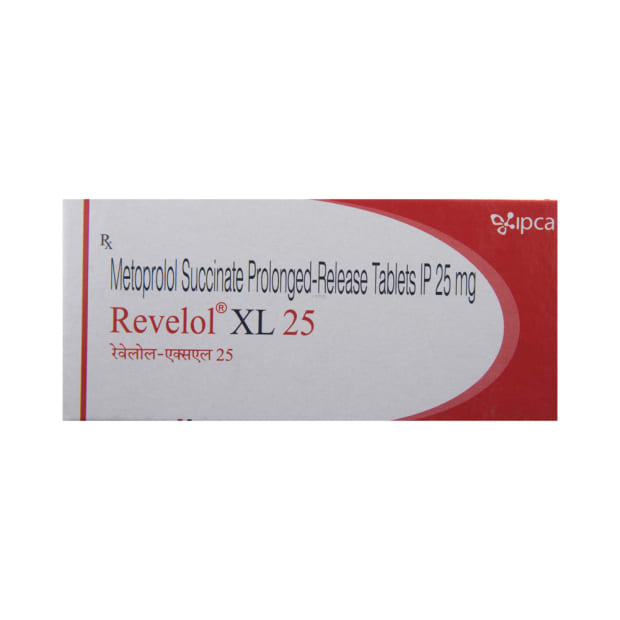 ipca
Rx
Metoprolol Succinate Prolonged-Release Tablets IP 25 mg
Revelol® XL 25
रेवेलोल-एक्सएल 25